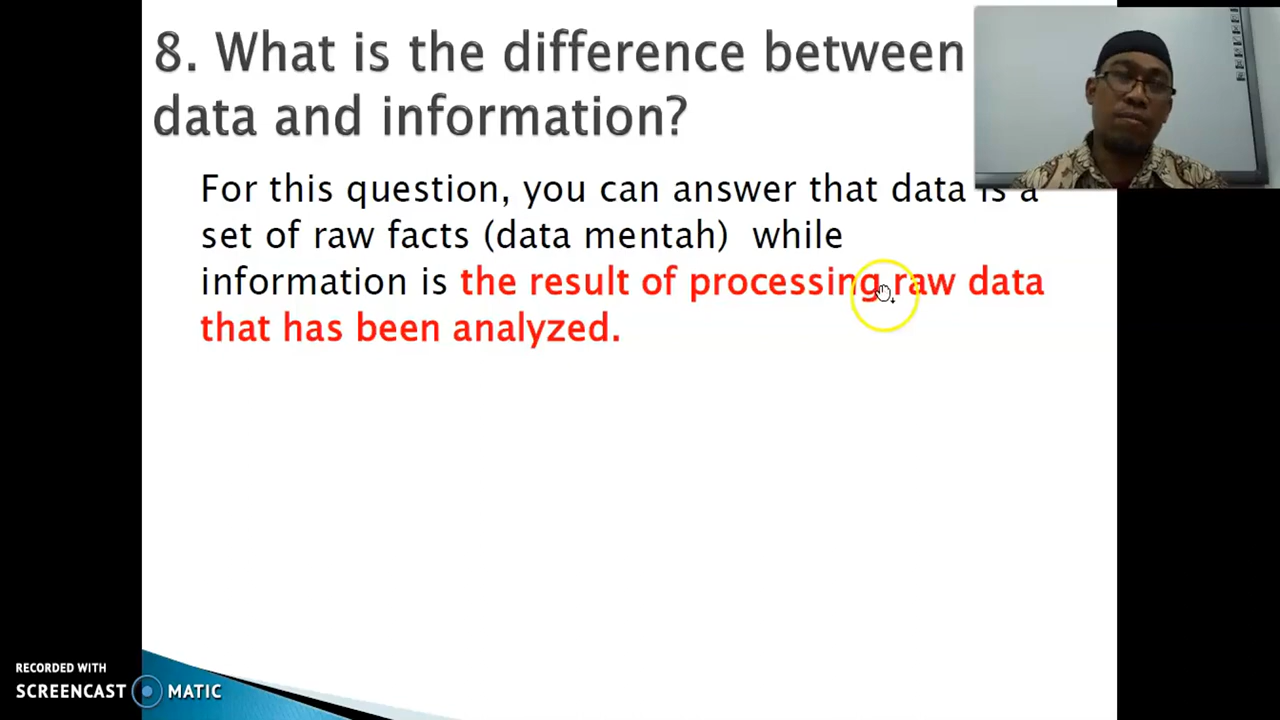 8. What is the difference between
data and information?
For this question, you can answer that data is a
set of raw facts (data mentah) while
information is the result of processing raw data
that has been analyzed.
RECORDED WITH
SCREENCAST MATIC